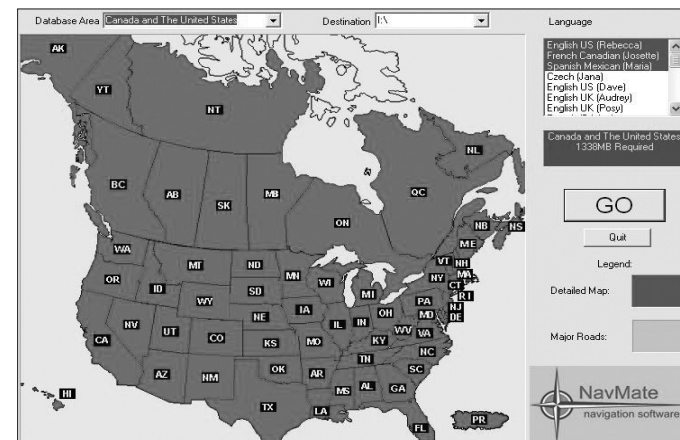 Database Area Canada and The United States Destination I:\ Language
English US (Rebecca)
French Canadian (Josette)
Spanish Mexican (Maria)
Czech (Jana)
English US (Dave)
English UK (Audrey)
English UK (Posy)
Canada and The United States
1338MB Required
GO
Quit
Legend:
Detailed Map:
Major Roads:
NavMate
navigation software
AK
YT
NT
NL
BC
AB
SK
MB
ON
QC
NB
NS
WA
MT
ND
MN
WI
MI
ME
VT
NH
MA
NY
CT
RI
OR
ID
WY
SD
IA
NE
IL
IN
OH
PA
NJ
MD
DE
NV
UT
CO
KS
MO
KY
WV
VA
CA
AZ
NM
OK
AR
TN
NC
SC
MS
AL
GA
TX
LA
FL
HI
PR